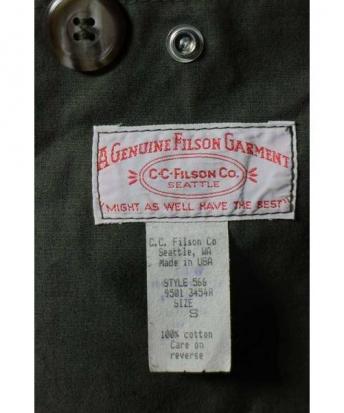 A GENUINE FILSON GARMENT
C·C·FILSON CO.
SEATTLE
"MIGHT AS WELL HAVE THE BEST"
C.C. Filson Co
Seattle, WA
Made in USA
STYLE 566
9501 3454R
SIZE
S
100% cotton
Care on
reverse